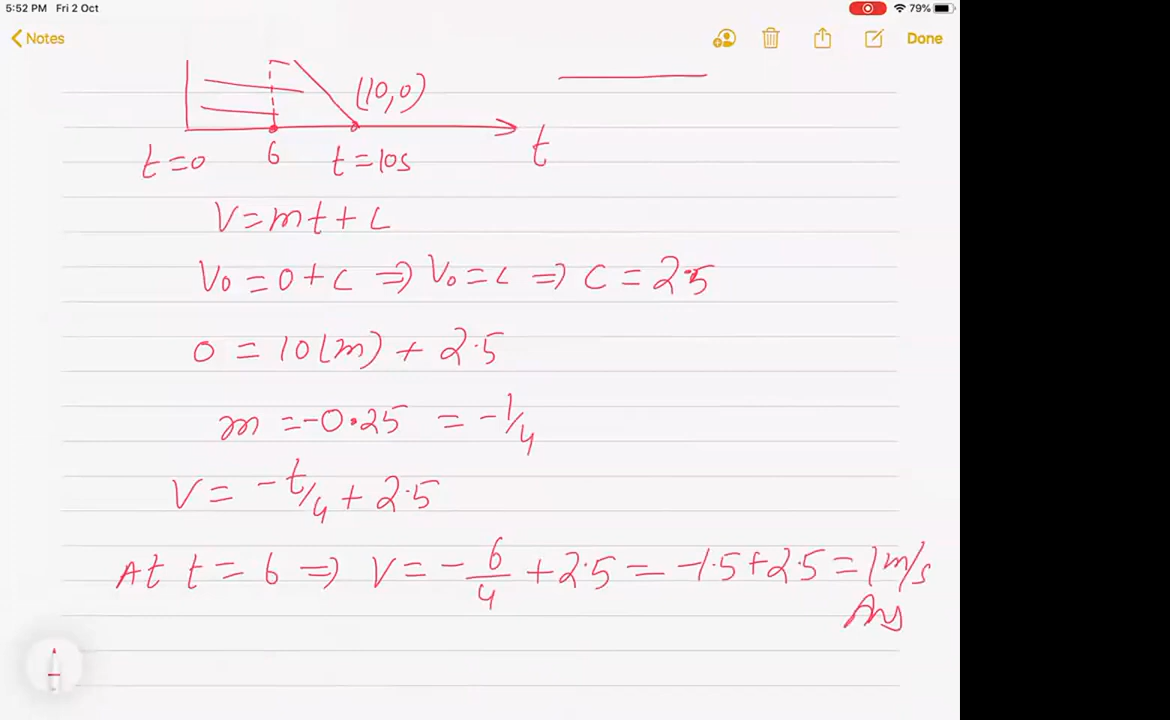 5:52 PM Fri 2 Oct 79%
Notes Done
(10,0)
t=0 6 t=10s t
V=mt+c
V0=0+c ⇒ V0=c ⇒ C=2.5
0 = 10(m) + 2.5
m = -0.25 = -1/4
V = -t/4 + 2.5
At t=6 ⇒ V = -6/4 + 2.5 = -1.5+2.5 = 1 m/s
Ans